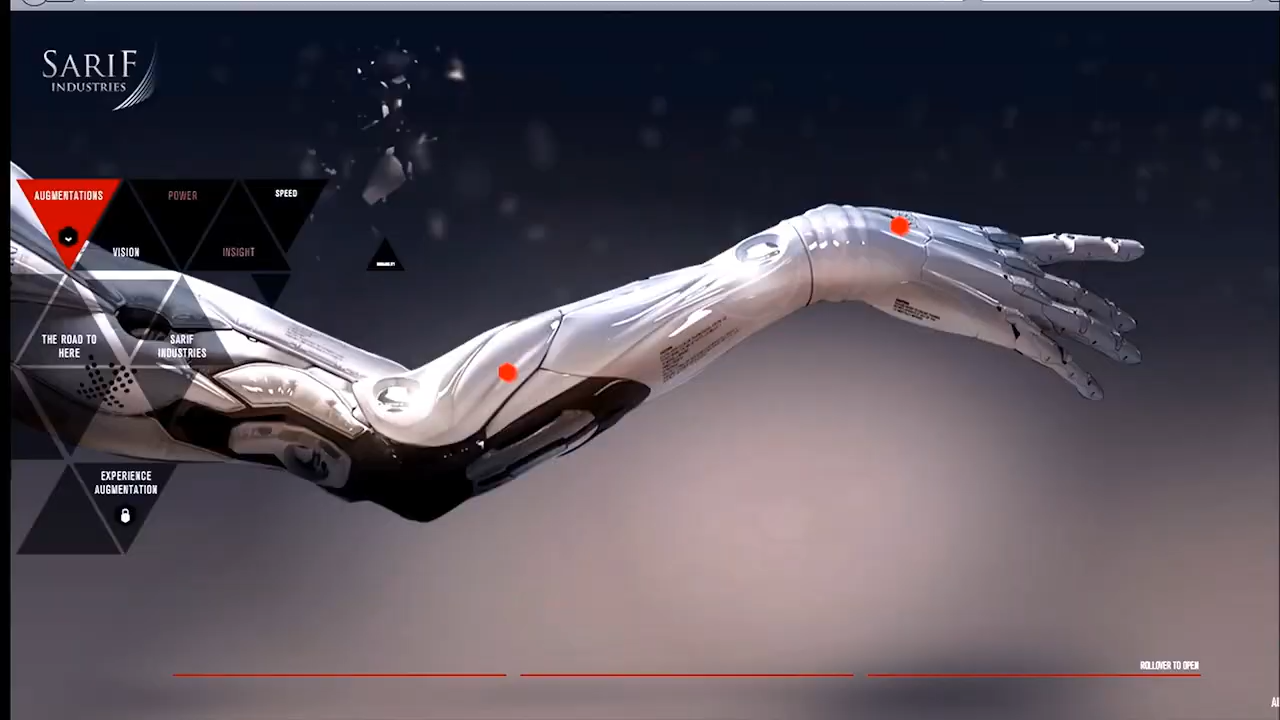 SARIF
INDUSTRIES
AUGMENTATIONS
POWER
SPEED
VISION
INSIGHT
THE ROAD TO
HERE
SARIF
INDUSTRIES
EXPERIENCE
AUGMENTATION
ROLLOVER TO OPEN